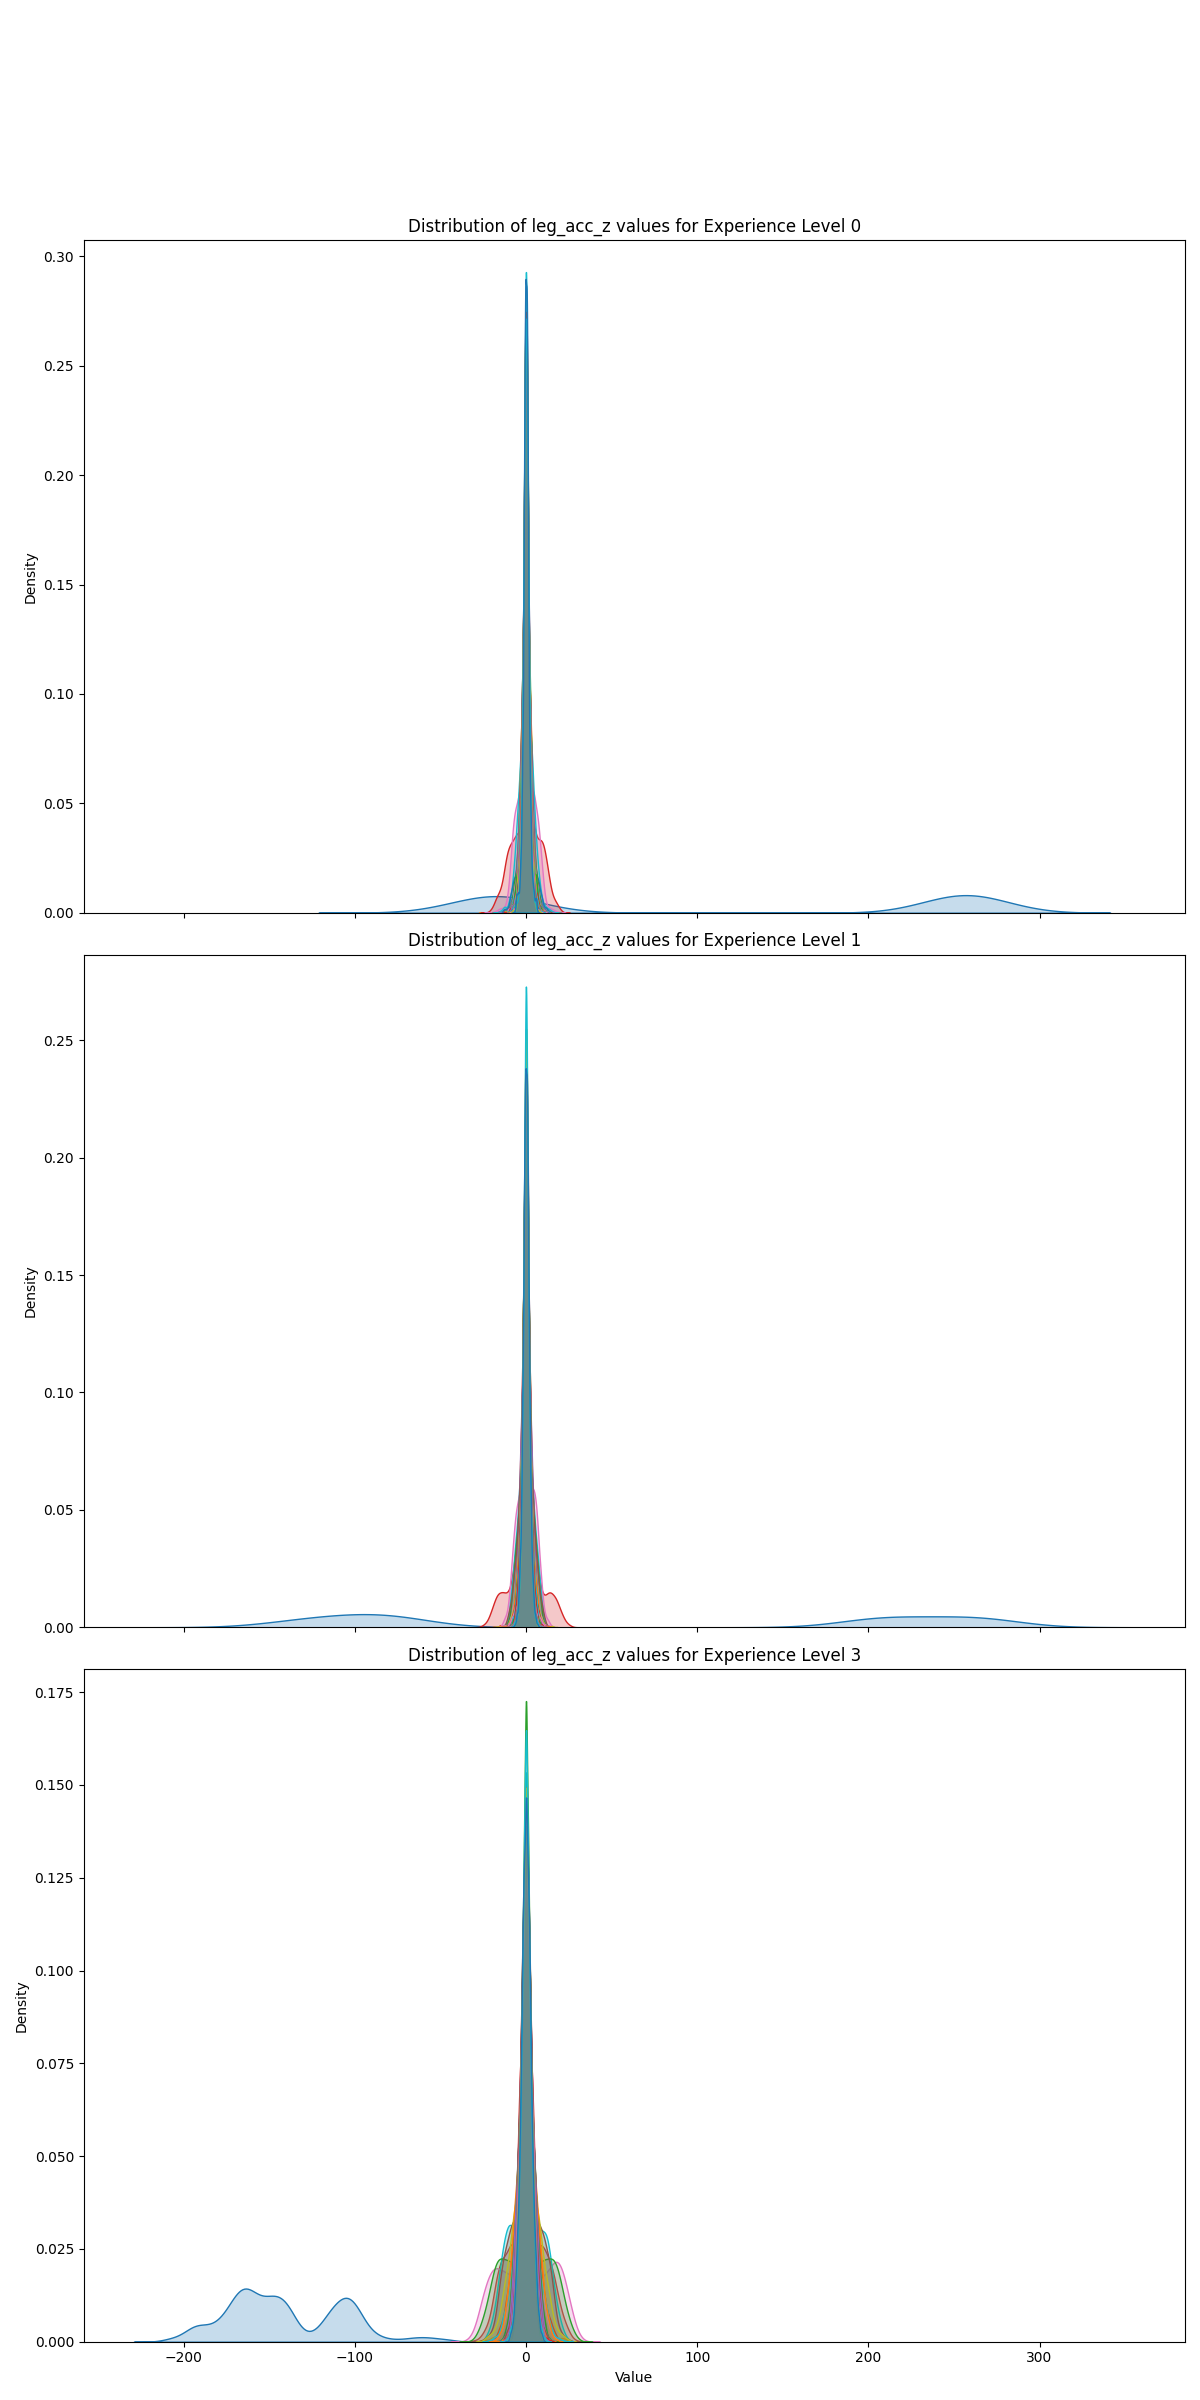 Distribution of leg_acc_z values for Experience Level 0
0.30
0.25
0.20
0.15
0.10
0.05
0.00
Density
Distribution of leg_acc_z values for Experience Level 1
0.25
0.20
0.15
0.10
0.05
0.00
Density
Distribution of leg_acc_z values for Experience Level 3
0.175
0.150
0.125
0.100
0.075
0.050
0.025
0.000
Density
−200 −100 0 100 200 300
Value